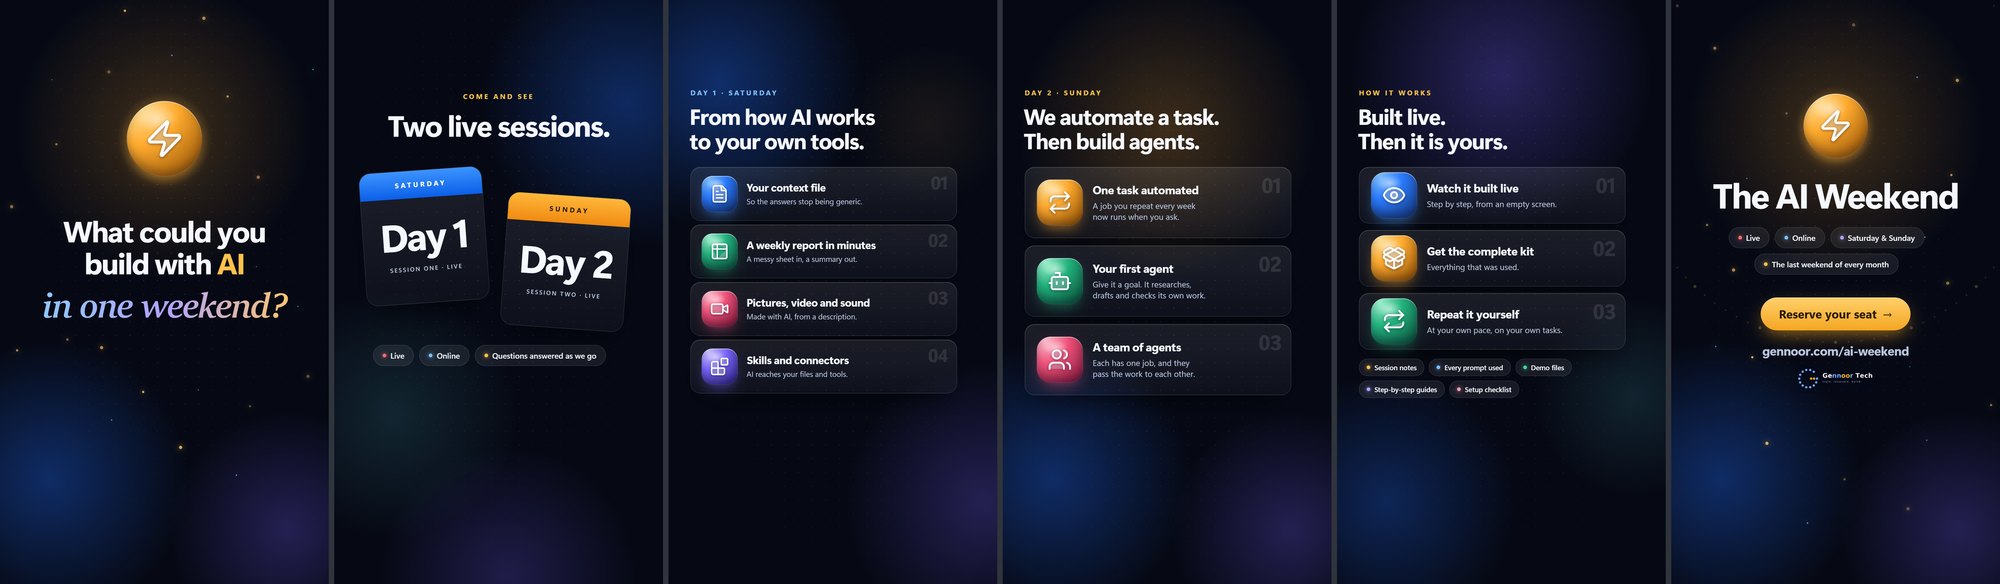 What could you
build with AI
in one weekend?
COME AND SEE
Two live sessions.
SATURDAY
Day 1
SESSION ONE · LIVE
SUNDAY
Day 2
SESSION TWO · LIVE
Live
Online
Questions answered as we go
DAY 1 · SATURDAY
From how AI works
to your own tools.
Your context file
So the answers stop being generic.
01
A weekly report in minutes
A messy sheet in, a summary out.
02
Pictures, video and sound
Made with AI, from a description.
03
Skills and connectors
AI reaches your files and tools.
04
DAY 2 · SUNDAY
We automate a task.
Then build agents.
One task automated
A job you repeat every week
now runs when you ask.
01
Your first agent
Give it a goal. It researches,
drafts and checks its own work.
02
A team of agents
Each has one job, and they
pass the work to each other.
03
HOW IT WORKS
Built live.
Then it is yours.
Watch it built live
Step by step, from an empty screen.
01
Get the complete kit
Everything that was used.
02
Repeat it yourself
At your own pace, on your own tasks.
03
Session notes
Every prompt used
Demo files
Step-by-step guides
Setup checklist
The AI Weekend
Live
Online
Saturday & Sunday
The last weekend of every month
Reserve your seat →
gennoor.com/ai-weekend
Gennoor Tech